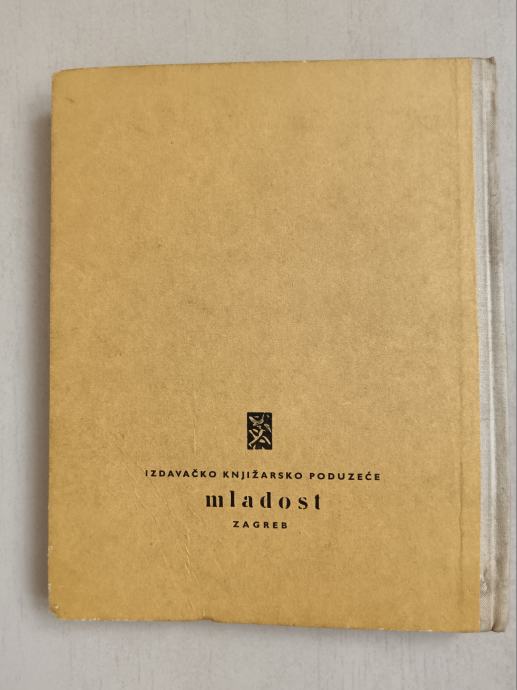 IZDAVAČKO KNJIŽARSKO PODUZEĆE
mladost
ZAGREB